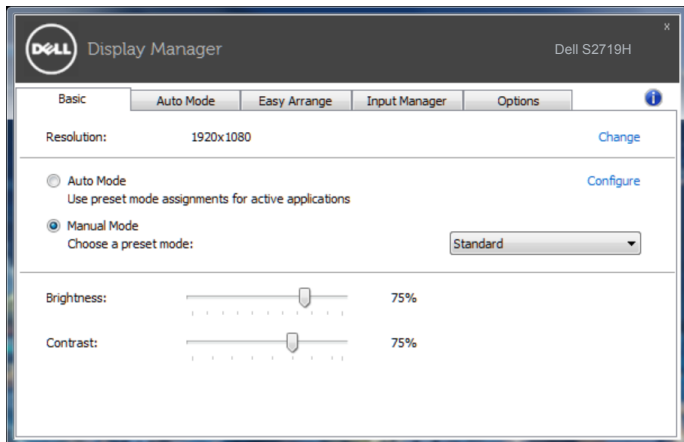 x
DELL Display Manager Dell S2719H
Basic Auto Mode Easy Arrange Input Manager Options i
Resolution: 1920x1080 Change
Auto Mode Configure
Use preset mode assignments for active applications
Manual Mode
Choose a preset mode: Standard
Brightness: 75%
Contrast: 75%